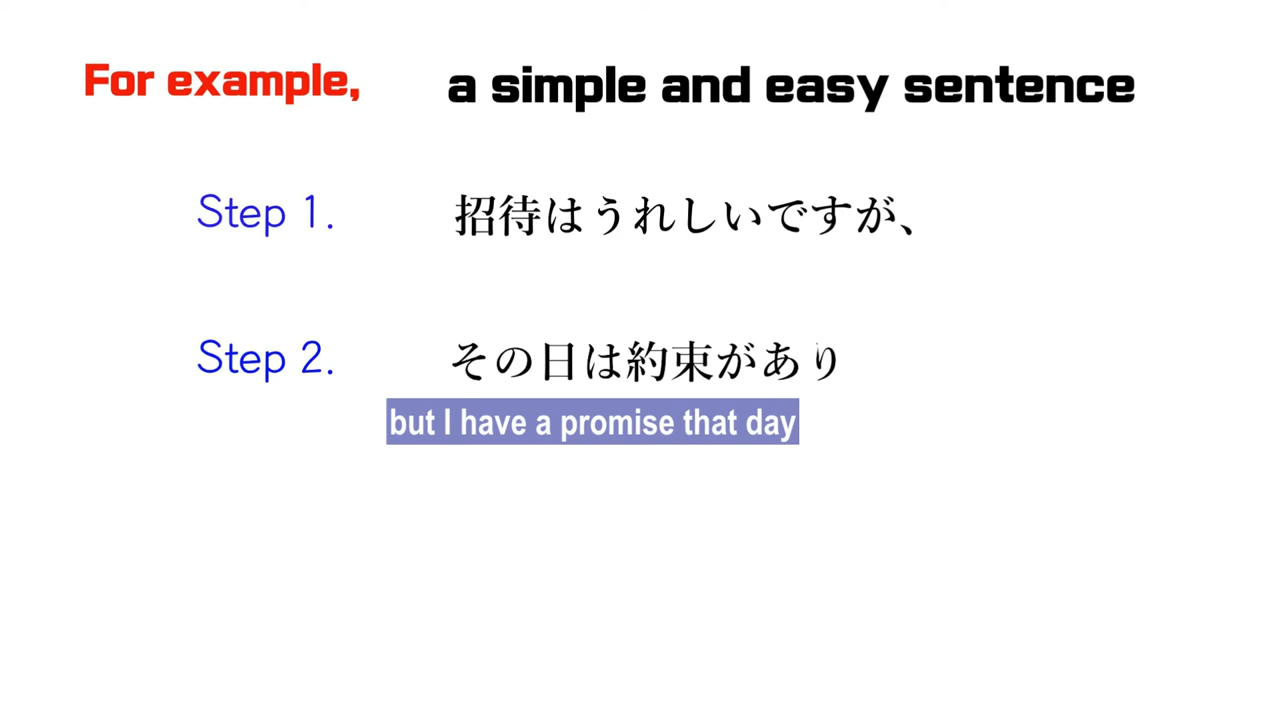 For example, a simple and easy sentence
Step 1. 招待はうれしいですが、
Step 2. その日は約束があり
but I have a promise that day